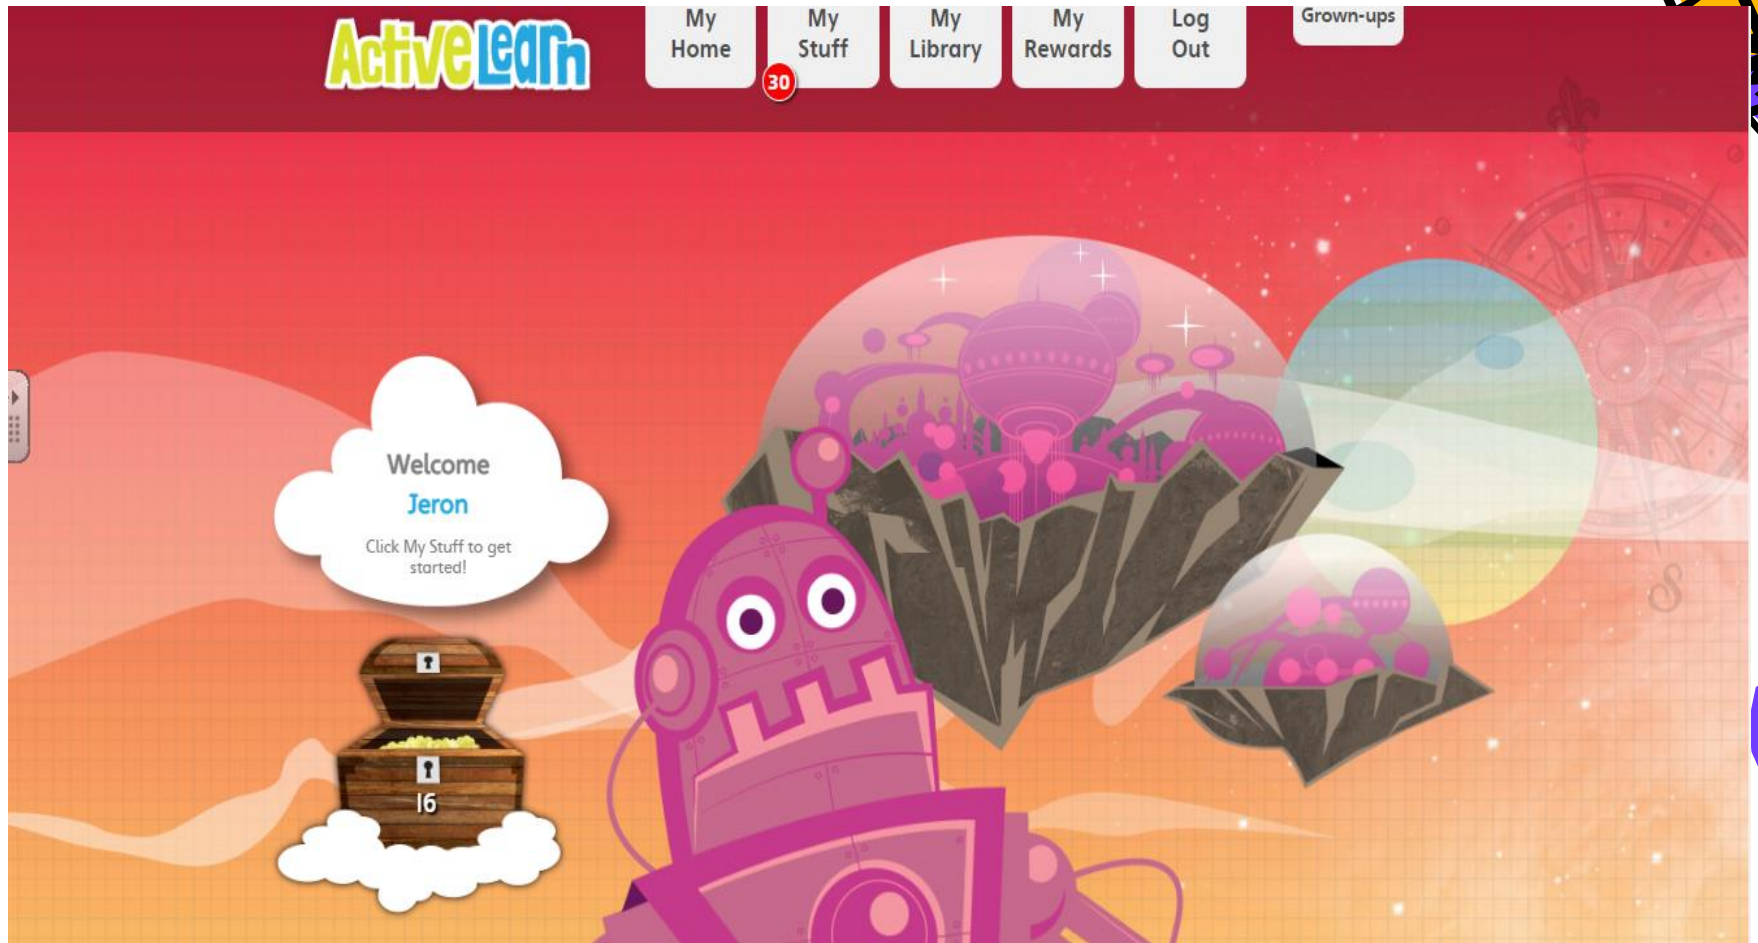 ActiveLearn
My Home
My Stuff
30
My Library
My Rewards
Log Out
Grown-ups
Welcome
Jeron
Click My Stuff to get
started!
16